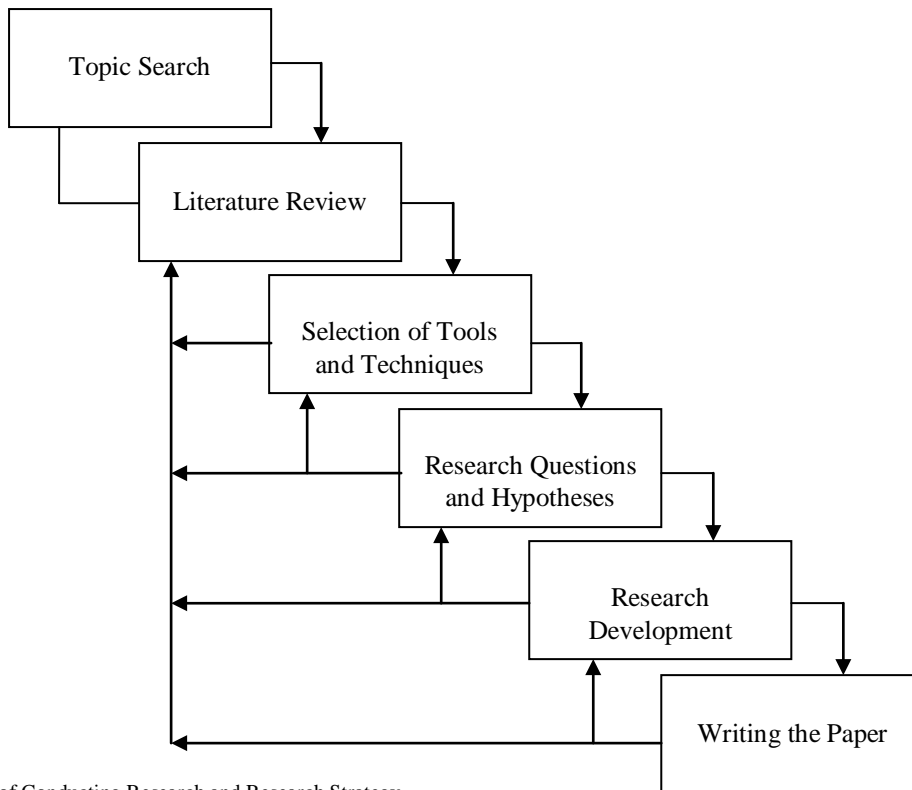 Topic Search
Literature Review
Selection of Tools
and Techniques
Research Questions
and Hypotheses
Research
Development
Writing the Paper
of Conducting Research and Research Strategy